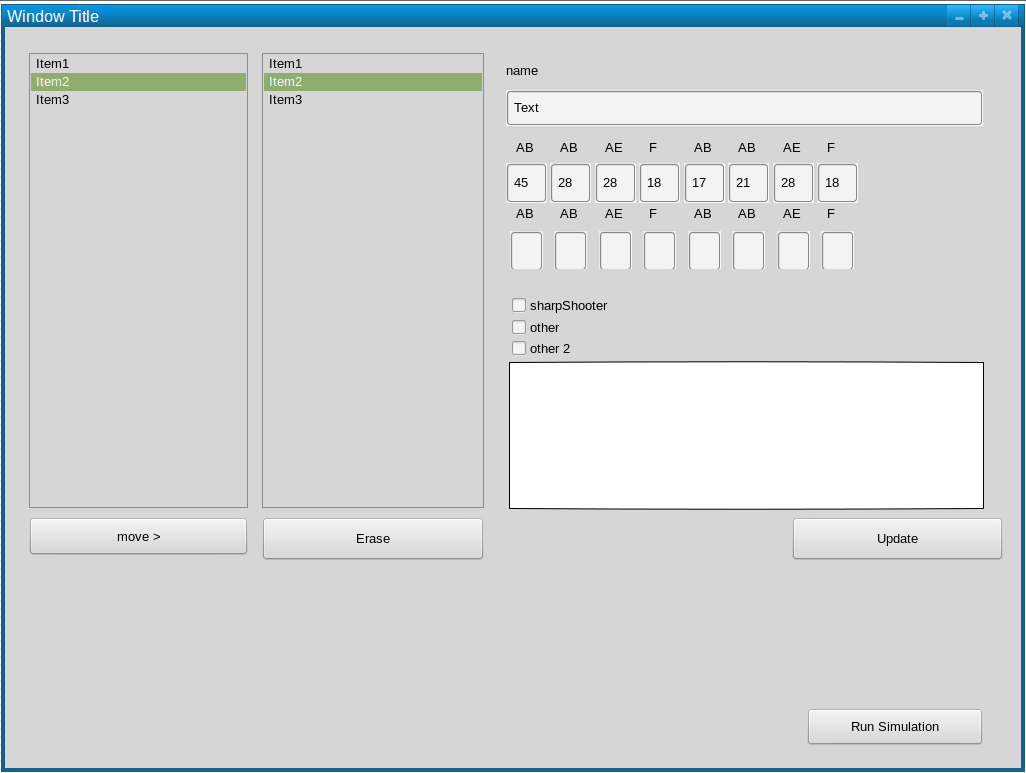 Window Title
Item1
Item2
Item3
Item1
Item2
Item3
name
Text
AB AB AE F AB AB AE F
45 28 28 18 17 21 28 18
AB AB AE F AB AB AE F
sharpShooter
other
other 2
move >
Erase
Update
Run Simulation